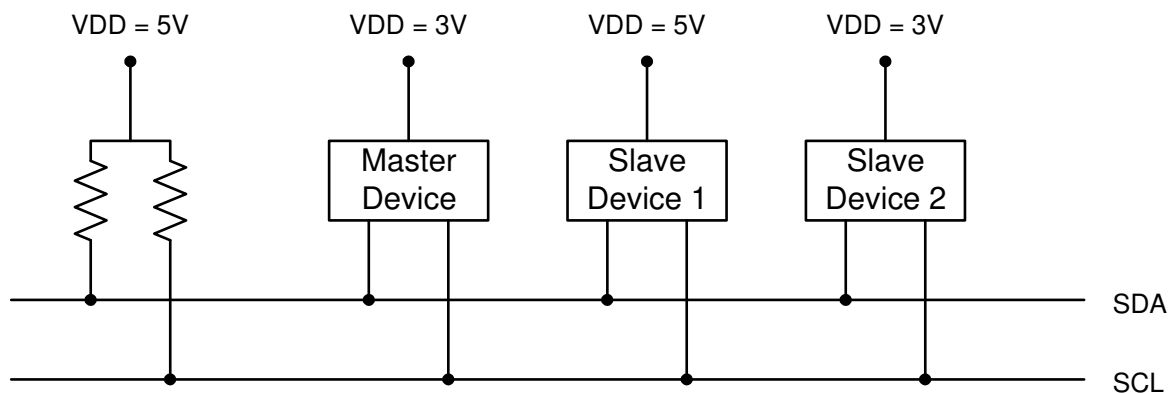 VDD = 5V
VDD = 3V
VDD = 5V
VDD = 3V
Master
Device
Slave
Device 1
Slave
Device 2
SDA
SCL